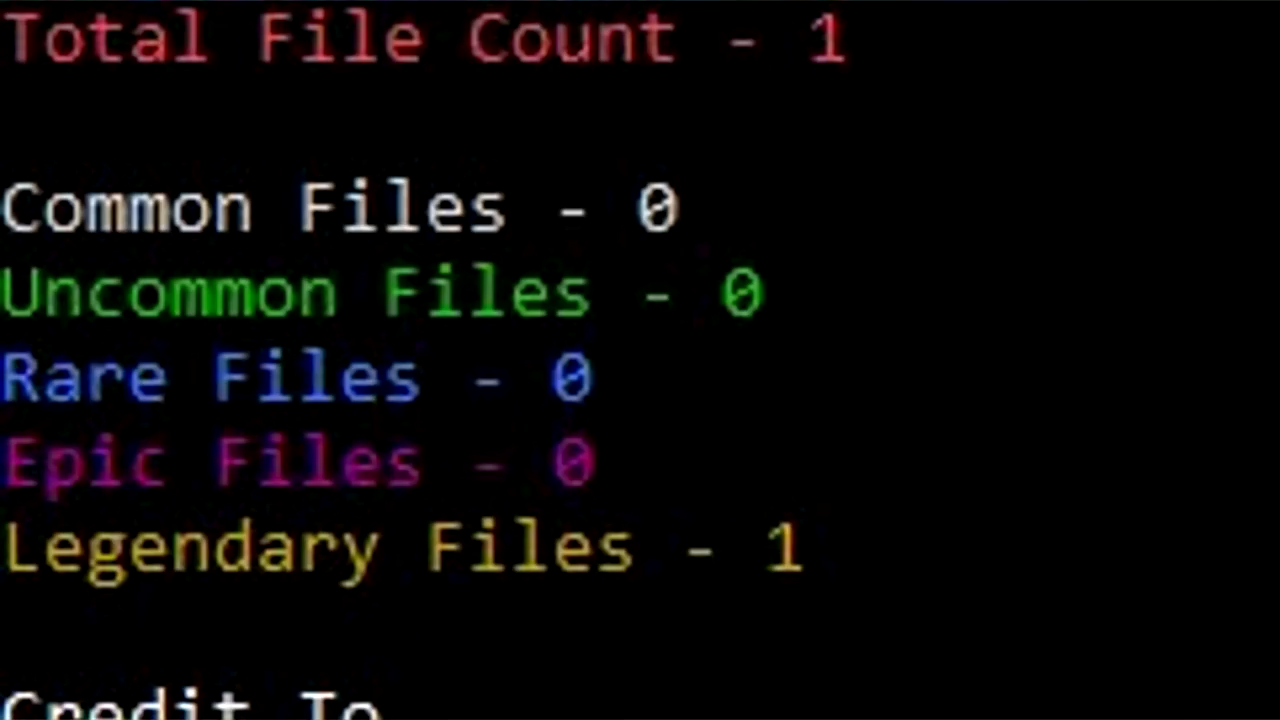 Total File Count - 1
Common Files - 0
Uncommon Files - 0
Rare Files - 0
Epic Files - 0
Legendary Files - 1
Credit To